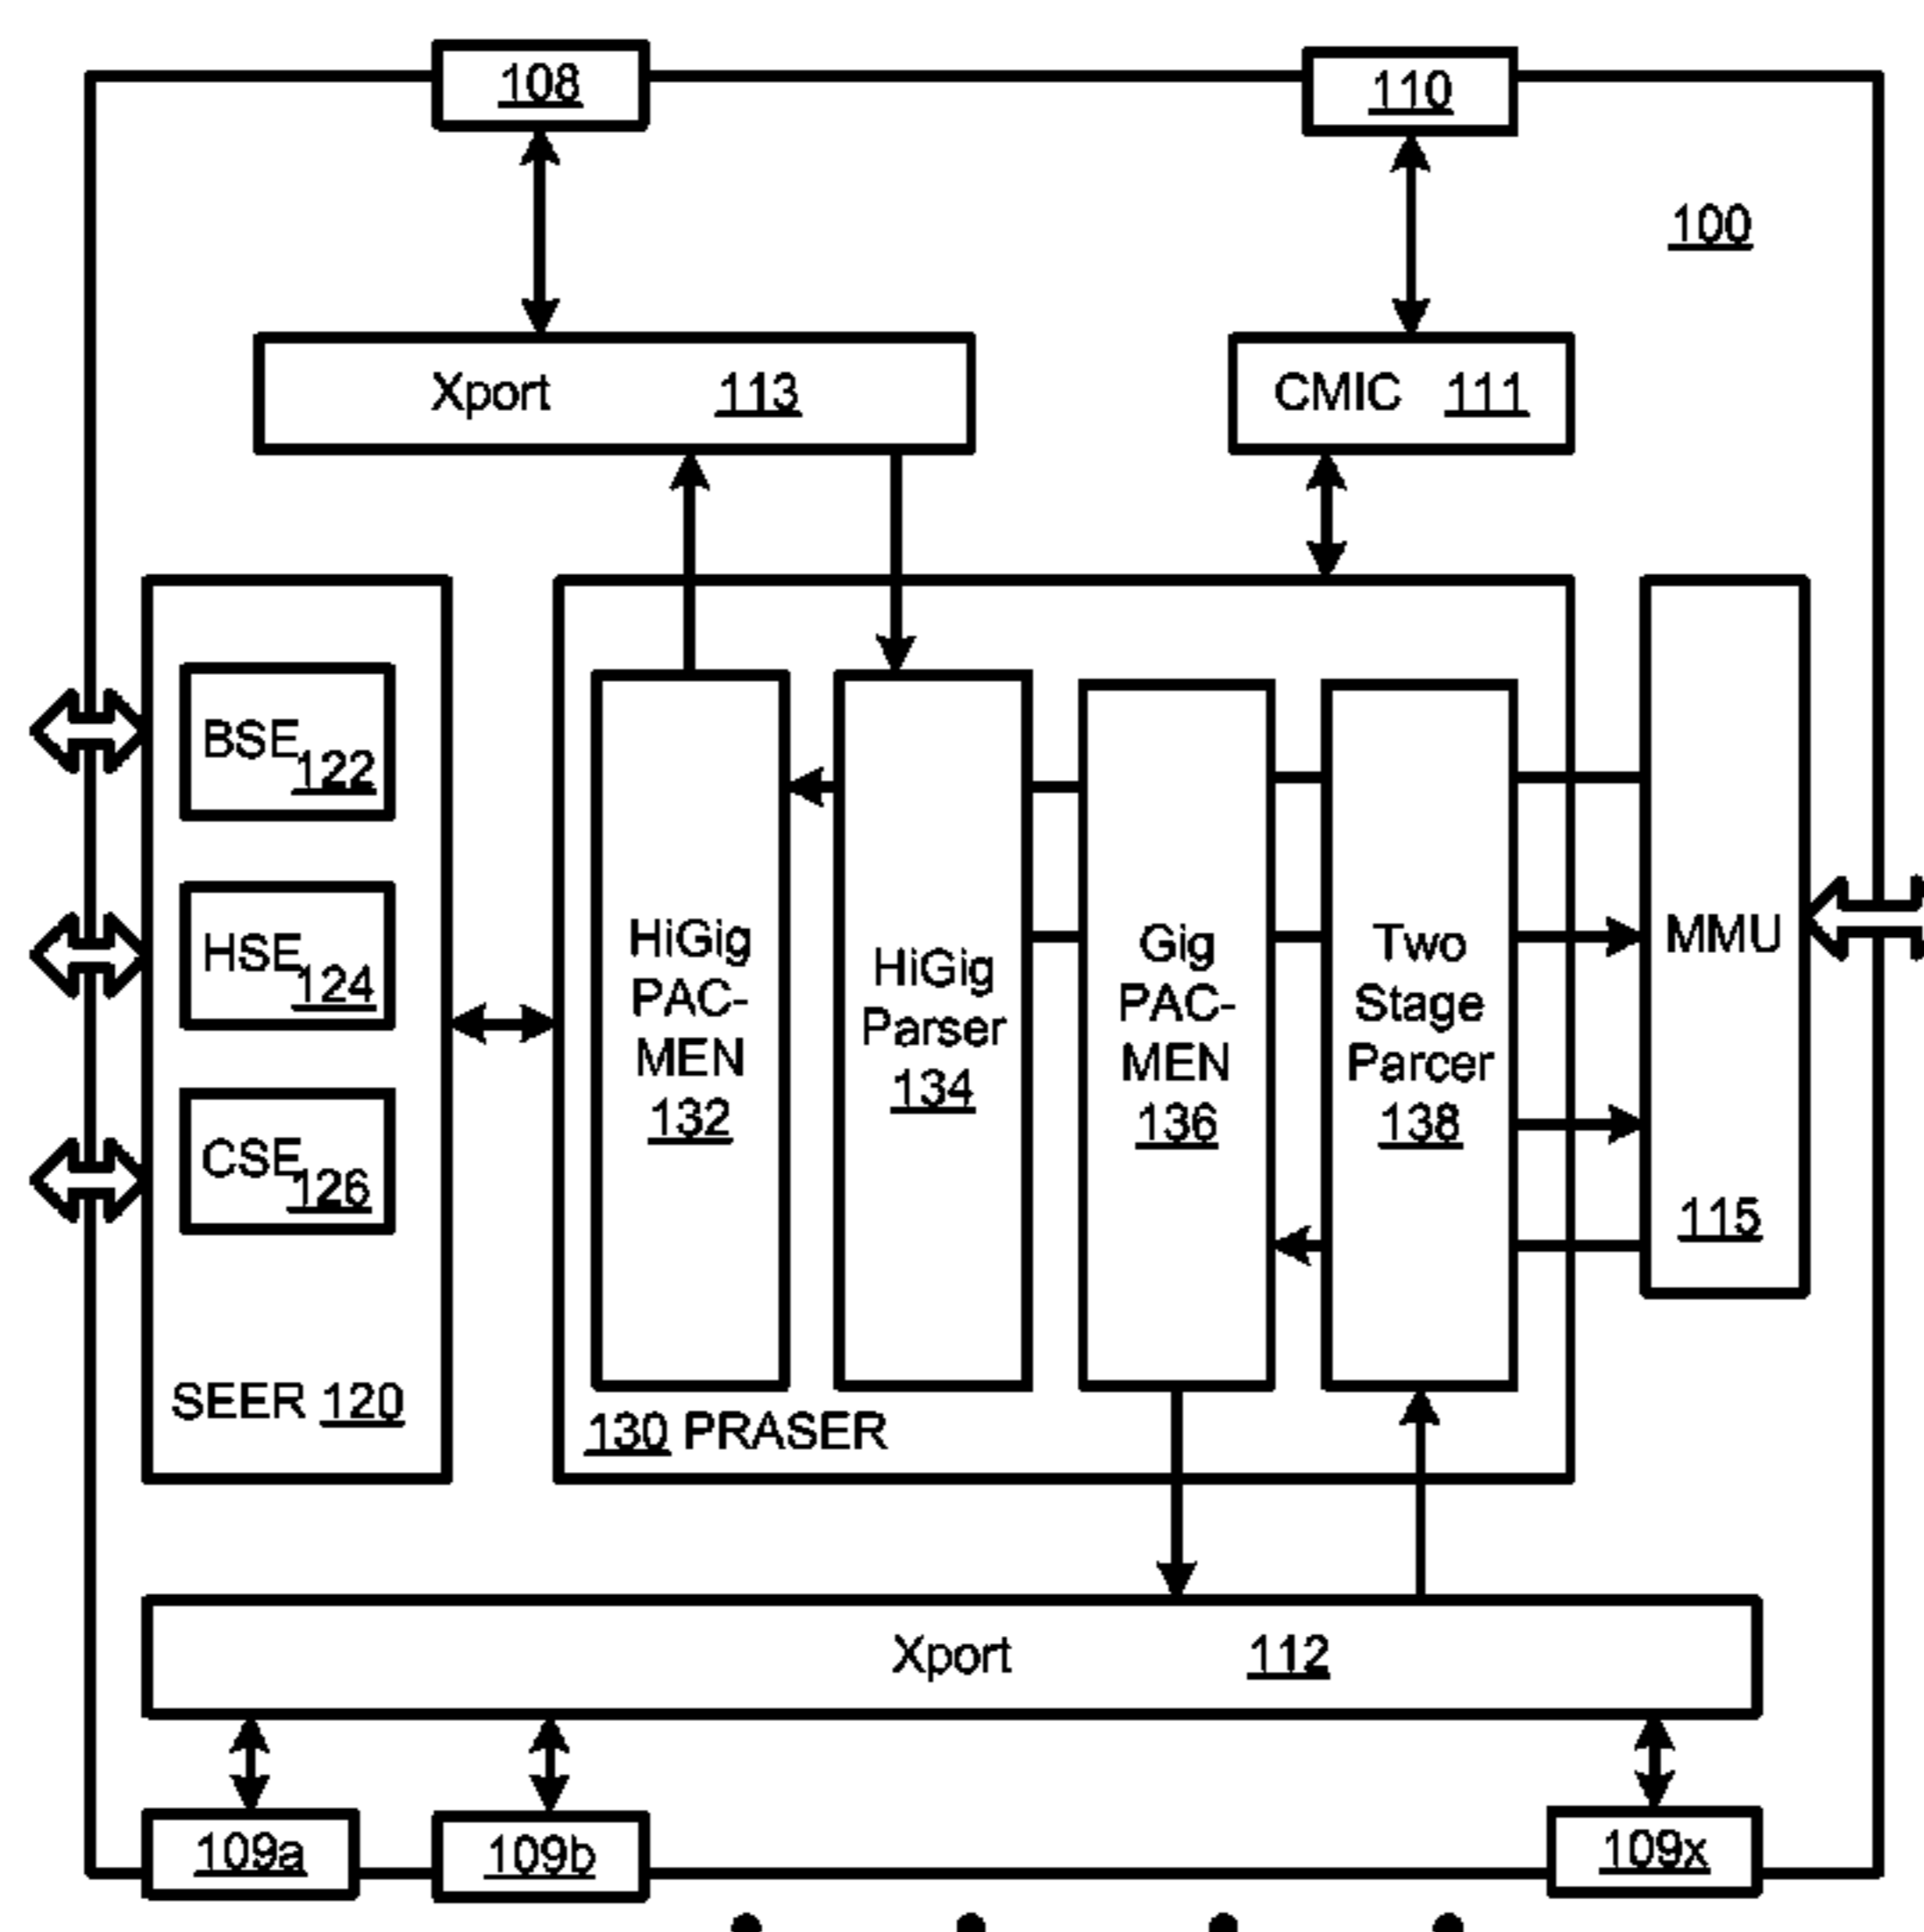 108
110
100
Xport 113
CMIC 111
BSE 122
HSE 124
CSE 126
SEER 120
HiGig
PAC-
MEN
132
HiGig
Parser
134
Gig
PAC-
MEN
136
Two
Stage
Parcer
138
MMU
115
130 PRASER
Xport 112
109a
109b
109x